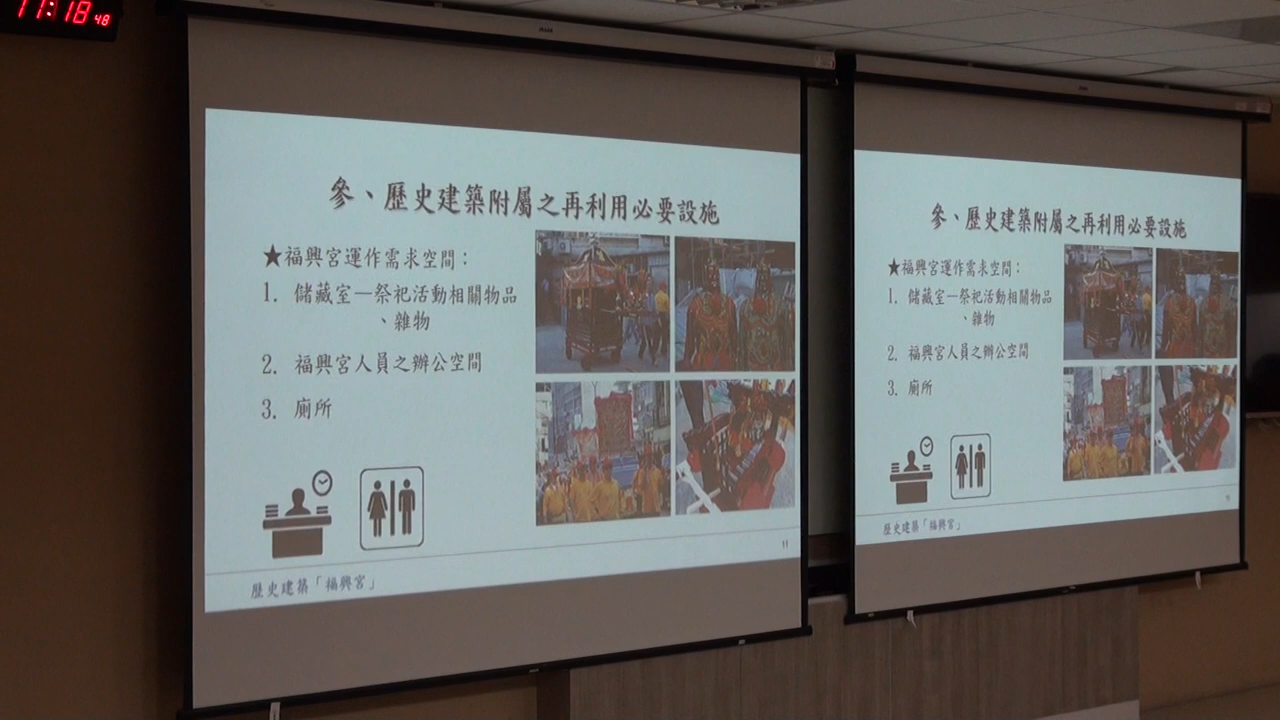 11:18 48
參、歷史建築附屬之再利用必要設施
★福興宮運作需求空間：
1. 儲藏室—祭祀活動相關物品
、雜物
2. 福興宮人員之辦公空間
3. 廁所
11
歷史建築「福興宮」
參、歷史建築附屬之再利用必要設施
★福興宮運作需求空間：
1. 儲藏室—祭祀活動相關物品
、雜物
2. 福興宮人員之辦公空間
3. 廁所
歷史建築「福興宮」